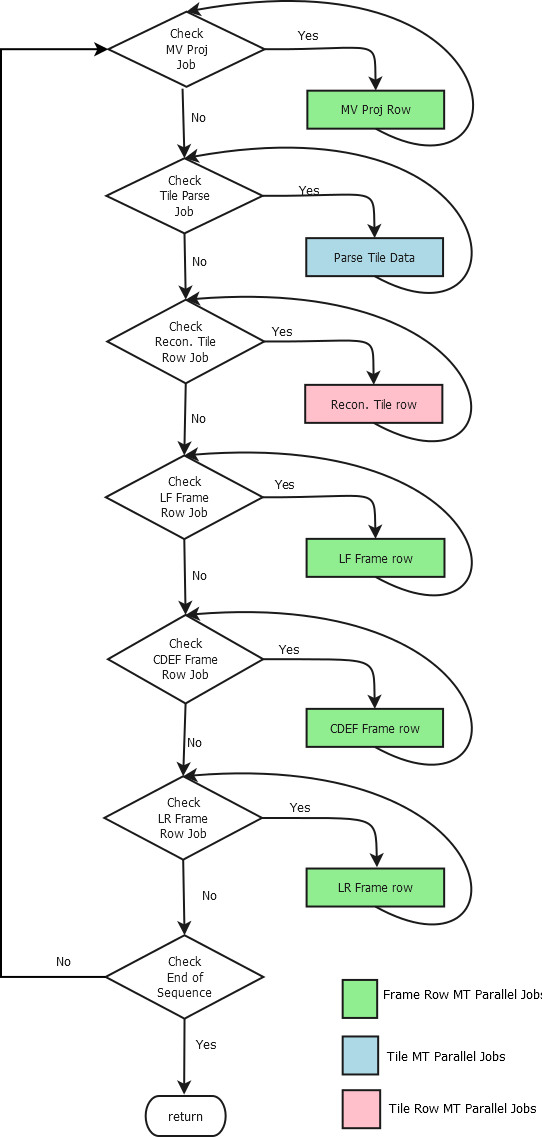 Check
MV Proj
Job
Yes
MV Proj Row
No
Check
Tile Parse
Job
Yes
Parse Tile Data
No
Check
Recon. Tile
Row Job
Yes
Recon. Tile row
No
Check
LF Frame
Row Job
Yes
LF Frame row
No
Check
CDEF Frame
Row Job
Yes
CDEF Frame row
No
Check
LR Frame
Row Job
Yes
LR Frame row
No
Check
End of
Sequence
No
Yes
return
Frame Row MT Parallel Jobs
Tile MT Parallel Jobs
Tile Row MT Parallel Jobs